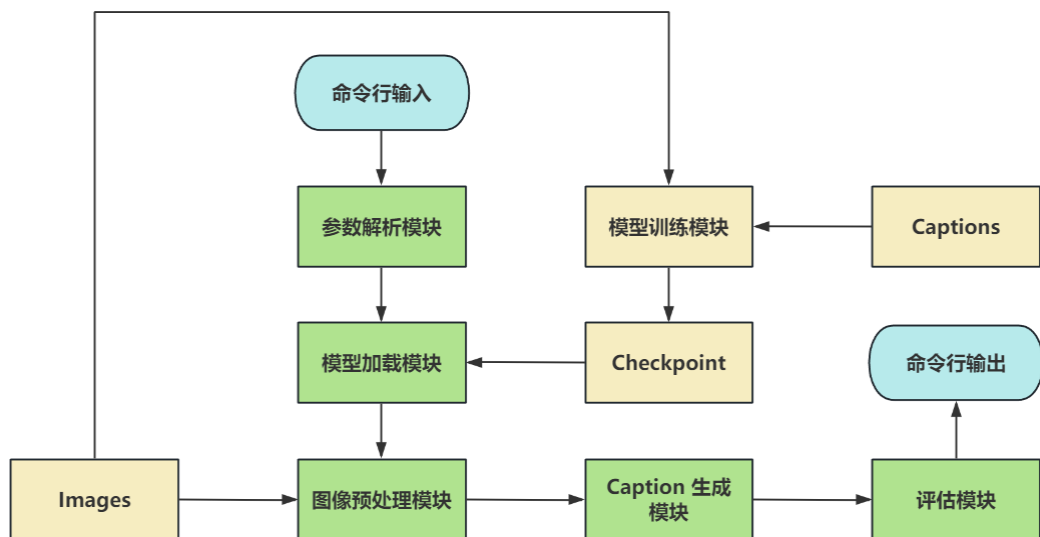 命令行输入
参数解析模块
模型训练模块
Captions
模型加载模块
Checkpoint
命令行输出
Images
图像预处理模块
Caption 生成
模块
评估模块